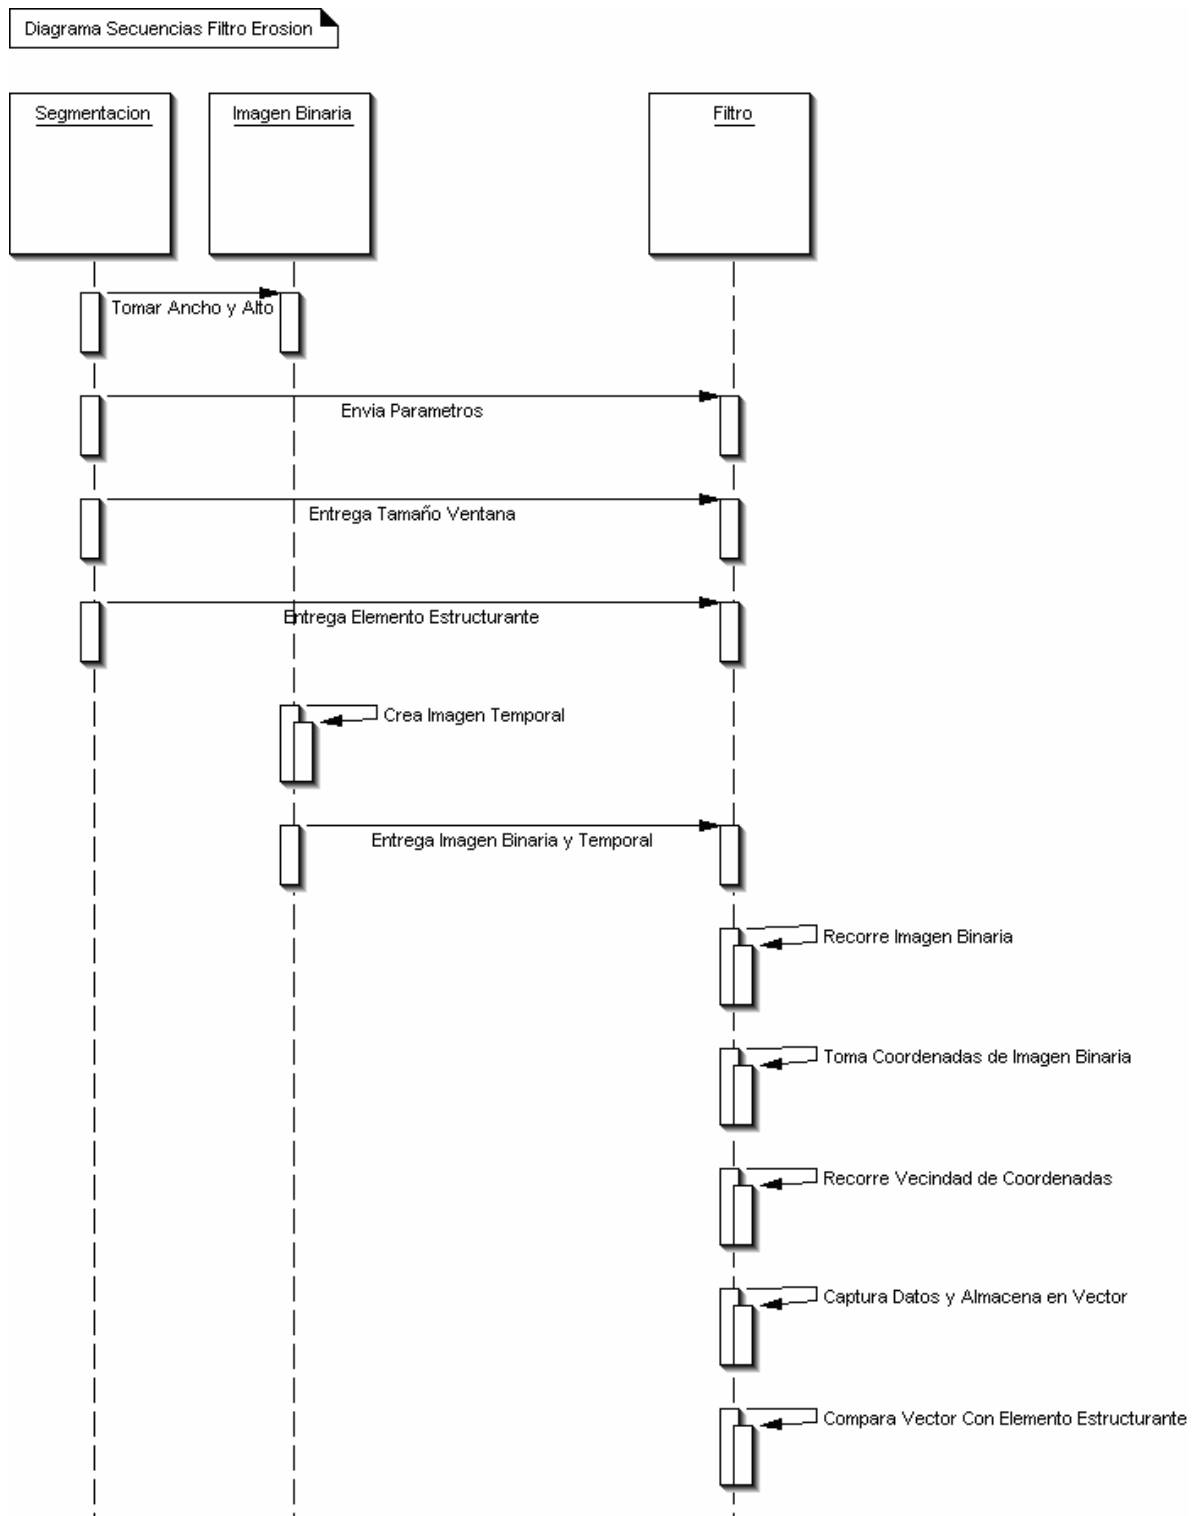 Diagrama Secuencias Filtro Erosion
Segmentacion
Imagen Binaria
Filtro
Tomar Ancho y Alto
Envia Parametros
Entrega Tamaño Ventana
Entrega Elemento Estructurante
Crea Imagen Temporal
Entrega Imagen Binaria y Temporal
Recorre Imagen Binaria
Toma Coordenadas de Imagen Binaria
Recorre Vecindad de Coordenadas
Captura Datos y Almacena en Vector
Compara Vector Con Elemento Estructurante